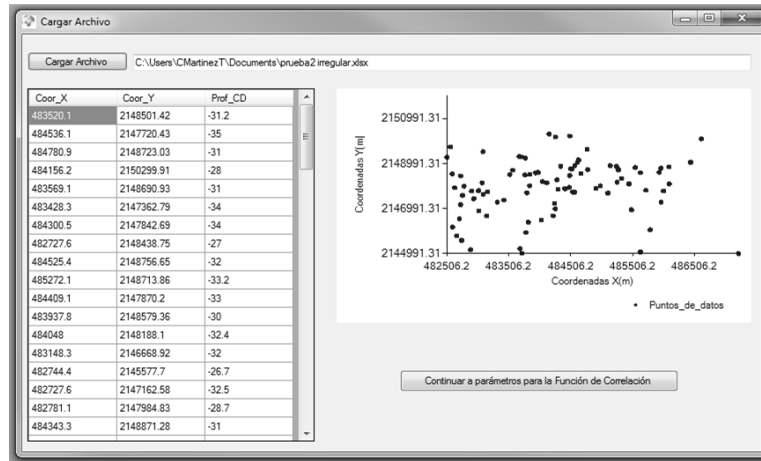 Cargar Archivo
Cargar Archivo
C:\Users\CMartinezT\Documents\prueba2 irregular.xlsx
Coor_X Coor_Y Prof_CD
483520.1 2148501.42 -31.2
484536.1 2147720.43 -35
484780.9 2148723.03 -31
484156.2 2150299.91 -28
483569.1 2148690.93 -31
483428.3 2147362.79 -34
484300.5 2147842.69 -34
482727.6 2148438.75 -27
484525.4 2148756.65 -32
485272.1 2148713.86 -33.2
484409.1 2147870.2 -33
483937.8 2148579.36 -30
484048 2148188.1 -32.4
483148.3 2146668.92 -32
482744.4 2145577.7 -26.7
482727.6 2147162.58 -32.5
482781.1 2147984.83 -28.7
484343.3 2148871.28 -31
Coordenadas Y(m|
2150991.31
2148991.31
2146991.31
2144991.31
482506.2 483506.2 484506.2 485506.2 486506.2
Coordenadas X(m)
Puntos_de_datos
Continuar a parámetros para la Función de Correlación